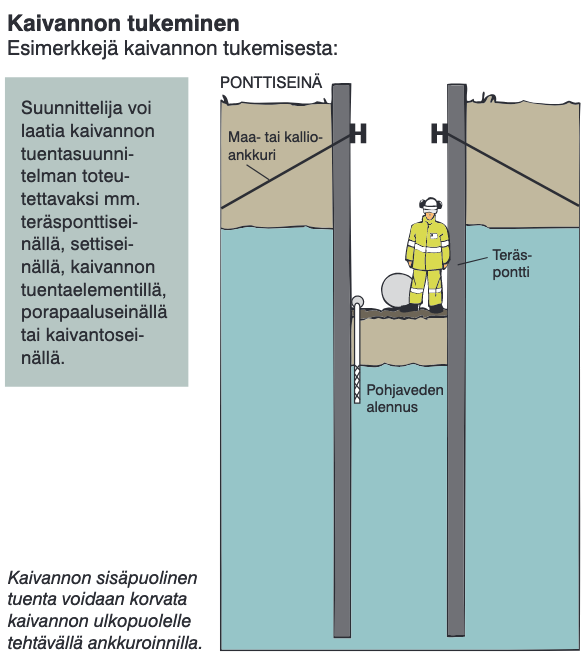 Kaivannon tukeminen
Esimerkkejä kaivannon tukemisesta:
Suunnittelija voi
laatia kaivannon
tuentasuunni-
telman toteu-
tettavaksi mm.
teräsponttisei-
nällä, settisei-
nällä, kaivannon
tuentaelementillä,
porapaaluseinällä
tai kaivantosei-
nällä.
PONTTISEINÄ
Maa- tai kallio-
ankkuri
Teräs-
pontti
Pohjaveden
alennus
Kaivannon sisäpuolinen
tuenta voidaan korvata
kaivannon ulkopuolelle
tehtävällä ankkuroinnilla.